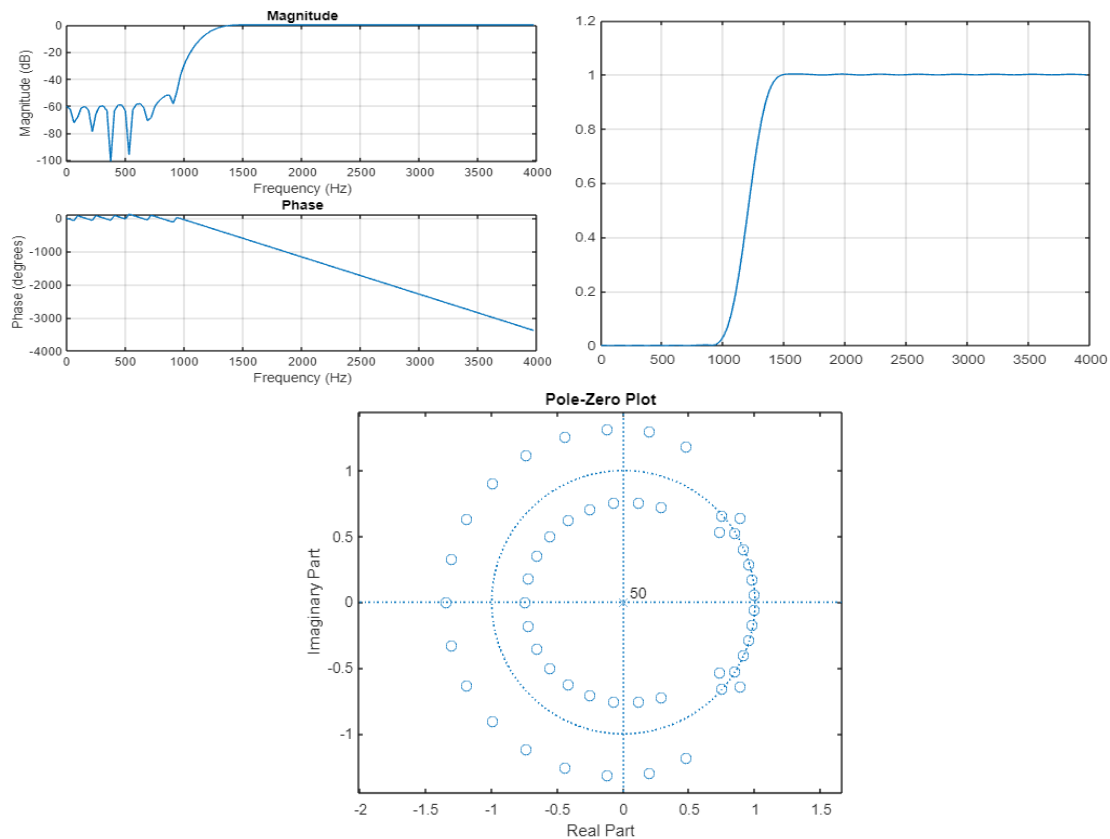 Magnitude
Magnitude (dB)
0
-20
-40
-60
-80
-100
0 500 1000 1500 2000 2500 3000 3500 4000
Frequency (Hz)
Phase
Phase (degrees)
0
-1000
-2000
-3000
-4000
0 500 1000 1500 2000 2500 3000 3500 4000
Frequency (Hz)
1.2
1
0.8
0.6
0.4
0.2
0
0 500 1000 1500 2000 2500 3000 3500 4000
Pole-Zero Plot
Imaginary Part
1
0.5
0
-0.5
-1
50
-2 -1.5 -1 -0.5 0 0.5 1 1.5
Real Part